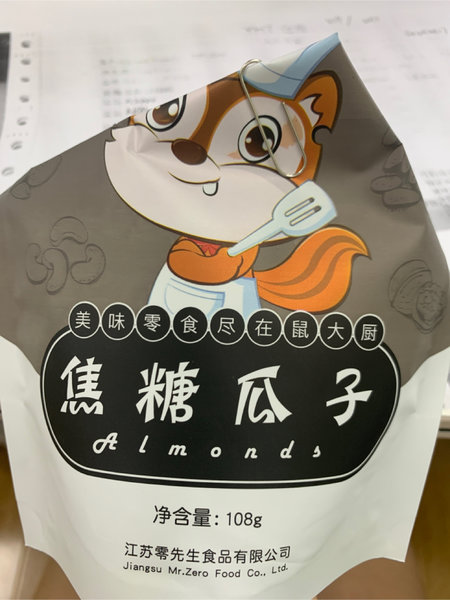 美味零食尽在鼠大厨
焦糖瓜子
Almonds
净含量: 108g
江苏零先生食品有限公司
Jiangsu Mr.Zero Food Co., Ltd.